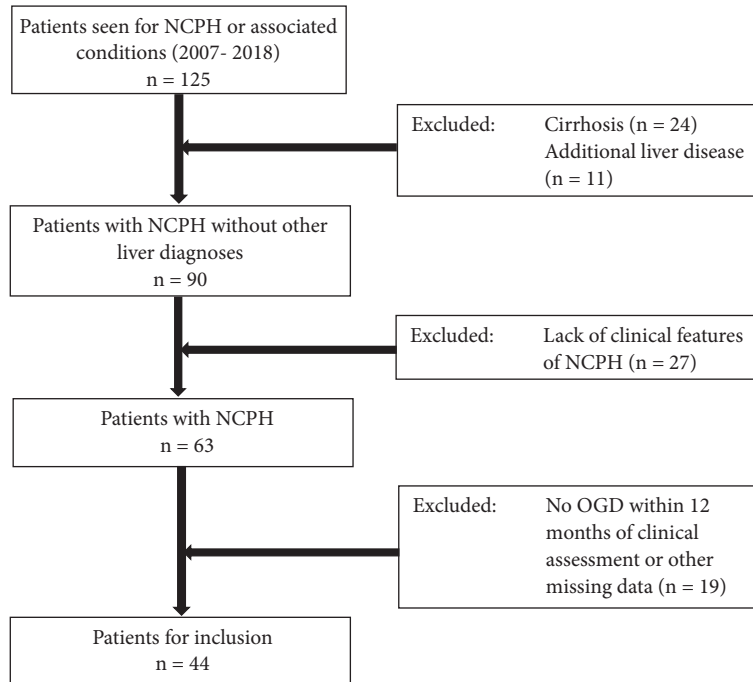 Patients seen for NCPH or associated
conditions (2007- 2018)
n = 125
Excluded: Cirrhosis (n = 24)
Additional liver disease
(n = 11)
Patients with NCPH without other
liver diagnoses
n = 90
Excluded: Lack of clinical features
of NCPH (n = 27)
Patients with NCPH
n = 63
Excluded: No OGD within 12
months of clinical
assessment or other
missing data (n = 19)
Patients for inclusion
n = 44